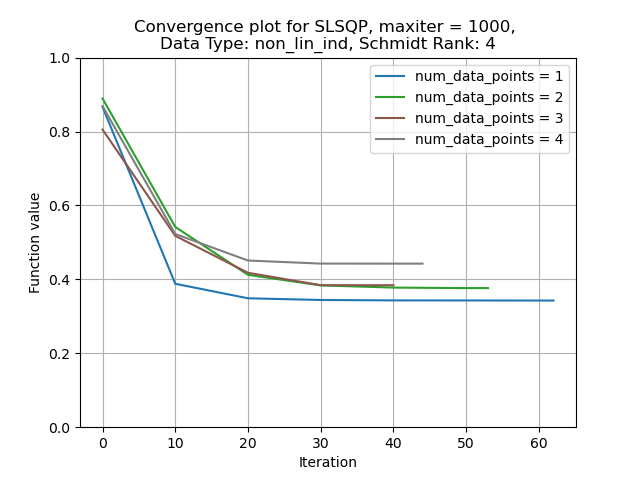 Convergence plot for SLSQP, maxiter = 1000,
Data Type: non_lin_ind, Schmidt Rank: 4
num_data_points = 1
num_data_points = 2
num_data_points = 3
num_data_points = 4
Function value
1.0
0.8
0.6
0.4
0.2
0.0
0 10 20 30 40 50 60
Iteration